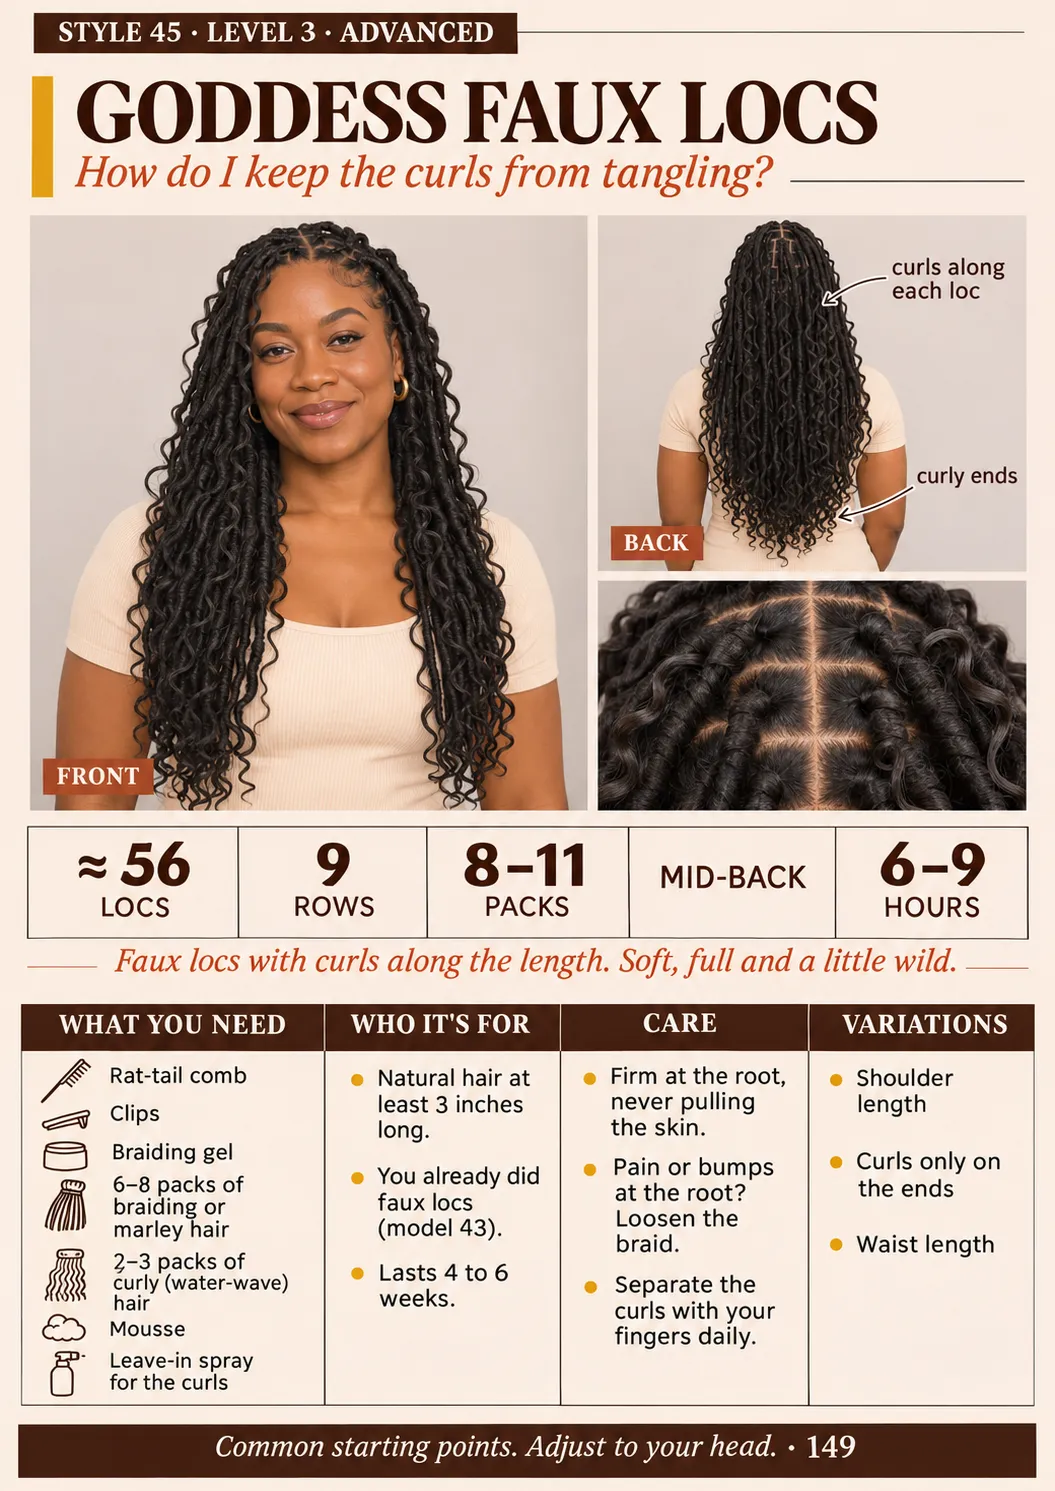 STYLE 45 · LEVEL 3 · ADVANCED
GODDESS FAUX LOCS
How do I keep the curls from tangling?
curls along
each loc
curly ends
BACK
FRONT
≈ 56
LOCS
9
ROWS
8–11
PACKS
MID-BACK
6–9
HOURS
Faux locs with curls along the length. Soft, full and a little wild.
WHAT YOU NEED
Rat-tail comb
Clips
Braiding gel
6–8 packs of
braiding or
marley hair
2–3 packs of
curly (water-wave)
hair
Mousse
Leave-in spray
for the curls
WHO IT'S FOR
Natural hair at
least 3 inches
long.
You already did
faux locs
(model 43).
Lasts 4 to 6
weeks.
CARE
Firm at the root,
never pulling
the skin.
Pain or bumps
at the root?
Loosen the
braid.
Separate the
curls with your
fingers daily.
VARIATIONS
Shoulder
length
Curls only on
the ends
Waist length
Common starting points. Adjust to your head. · 149